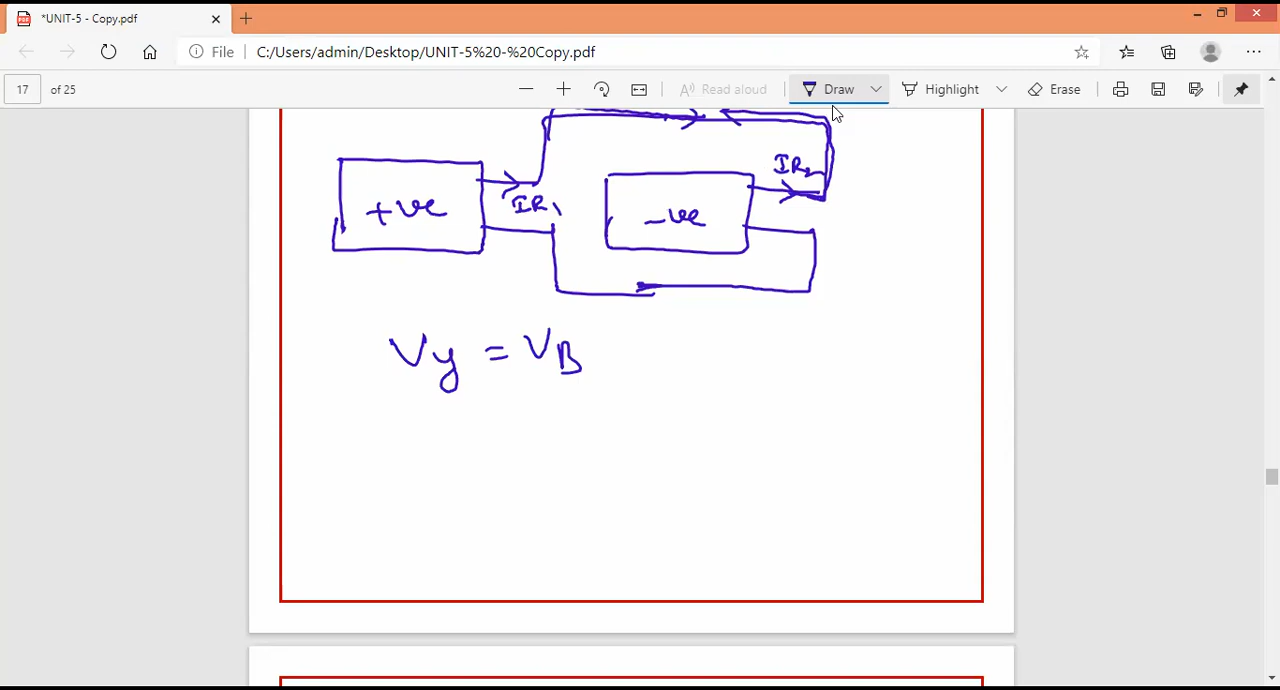 *UNIT-5 - Copy.pdf
File C:/Users/admin/Desktop/UNIT-5%20-%20Copy.pdf
17 of 25 Read aloud Draw Highlight Erase
IR2
+ve IR1 -ve
Vy = VB